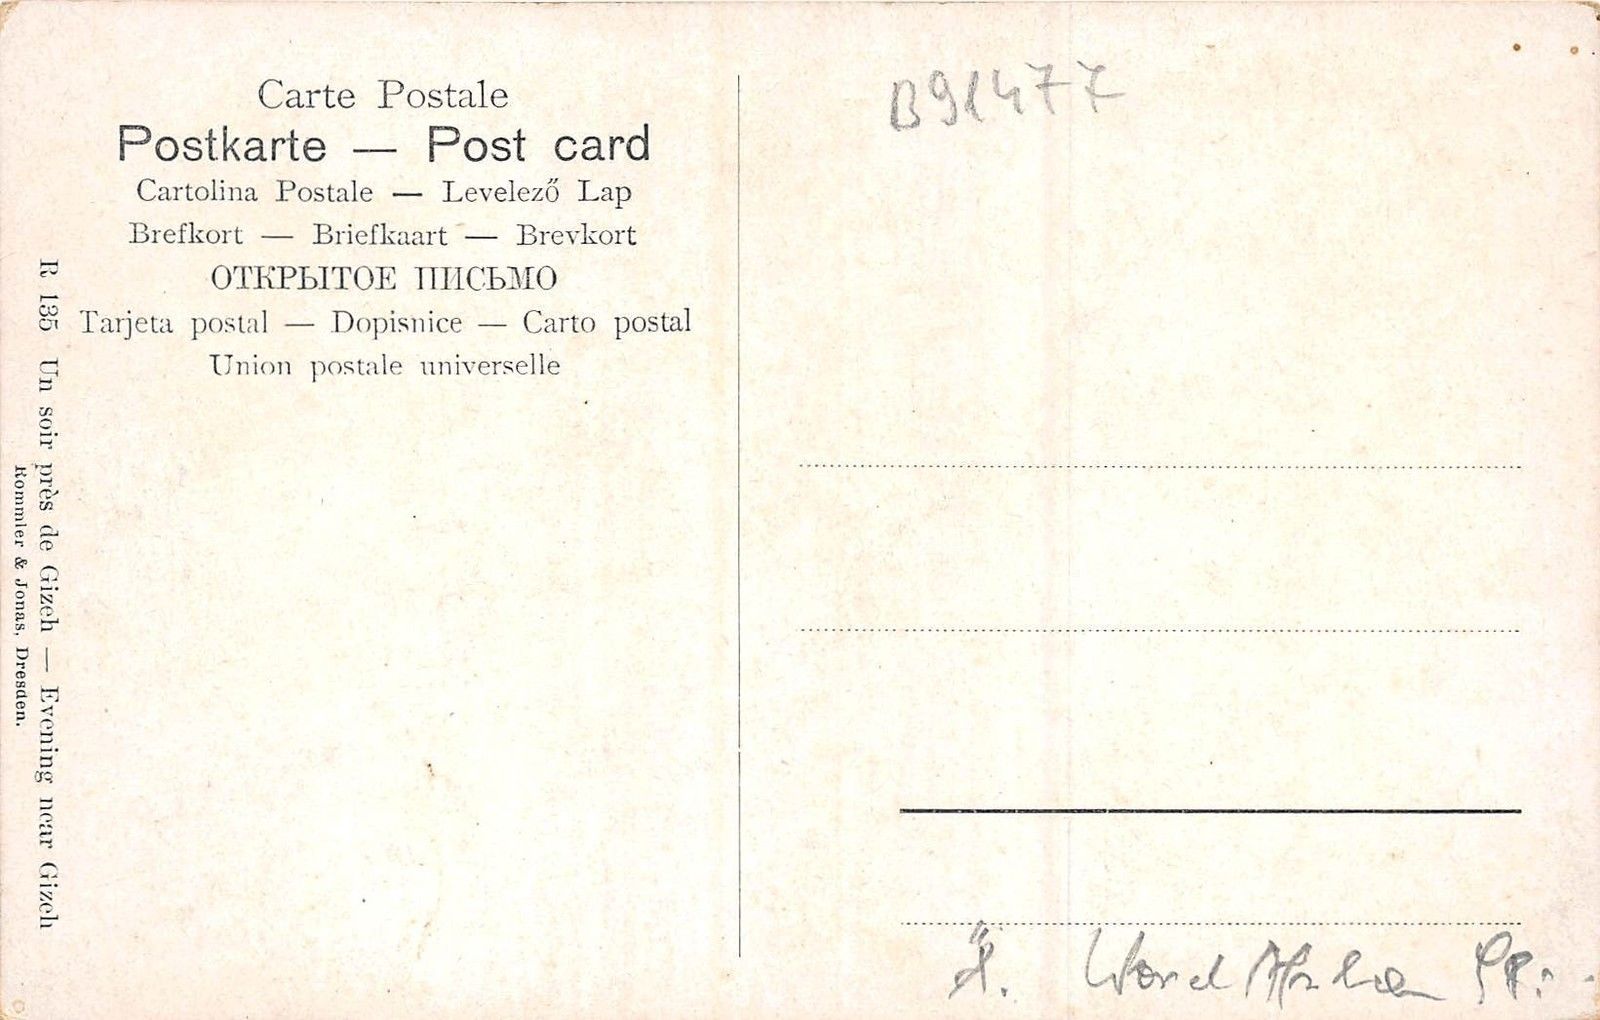 Carte Postale
Postkarte — Post card
Cartolina Postale — Levelező Lap
Brefkort — Briefkaart — Brevkort
ОТКРЫТОЕ ПИСЬМО
Tarjeta postal — Dopisnice — Carto postal
Union postale universelle
R 135 Un soir près de Gizeh — Evening near Gizeh
Rommler & Jonas, Dresden.
B91477